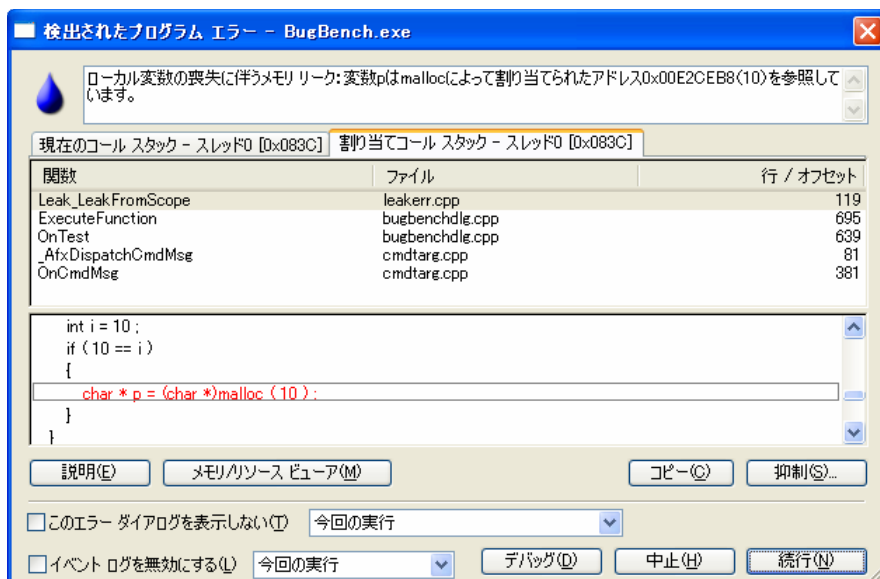 検出されたプログラム エラー - BugBench.exe
ローカル変数の喪失に伴うメモリ リーク: 変数pはmallocによって割り当てられたアドレス0x00E2CEB8(10)を参照して
います。
現在のコール スタック - スレッド0 [0x083C] 割り当てコール スタック - スレッド0 [0x083C]
関数 ファイル 行 / オフセット
Leak_LeakFromScope leakerr.cpp 119
ExecuteFunction bugbenchdlg.cpp 695
OnTest bugbenchdlg.cpp 639
_AfxDispatchCmdMsg cmdtarg.cpp 81
OnCmdMsg cmdtarg.cpp 381
int i = 10 ;
if ( 10 == i )
{
char * p = (char *)malloc ( 10 ) ;
}
}
説明(E) メモリ/リソース ビューア(M) コピー(C) 抑制(S)...
このエラー ダイアログを表示しない(T) 今回の実行
イベント ログを無効にする(L) 今回の実行 デバッグ(D) 中止(H) 続行(N)